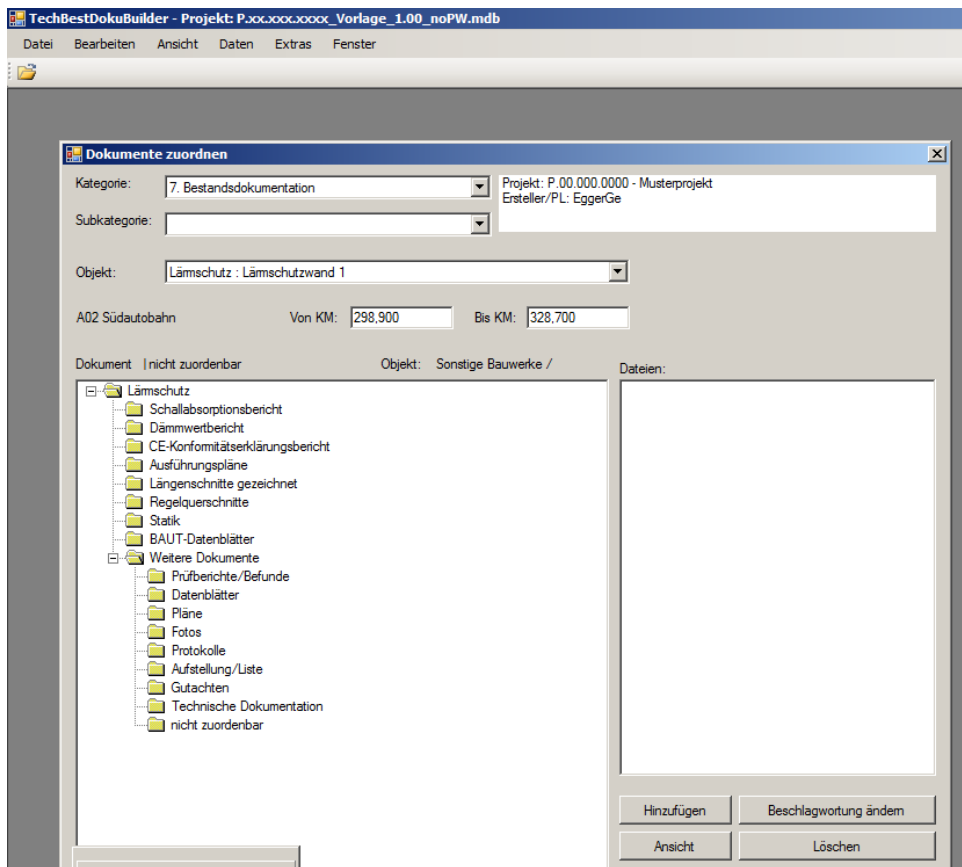 TechBestDokuBuilder - Projekt: P.xx.xxx.xxxx_Vorlage_1.00_noPW.mdb
Datei Bearbeiten Ansicht Daten Extras Fenster
Dokumente zuordnen
Kategorie: 7. Bestandsdokumentation
Projekt: P.00.000.0000 - Musterprojekt
Ersteller/PL: EggerGe
Subkategorie:
Objekt: Lärmschutz : Lärmschutzwand 1
A02 Südautobahn Von KM: 298,900 Bis KM: 328,700
Dokument |nicht zuordenbar Objekt: Sonstige Bauwerke / Dateien:
Lärmschutz
Schallabsorptionsbericht
Dämmwertbericht
CE-Konformitätserklärungsbericht
Ausführungspläne
Längenschnitte gezeichnet
Regelquerschnitte
Statik
BAUT-Datenblätter
Weitere Dokumente
Prüfberichte/Befunde
Datenblätter
Pläne
Fotos
Protokolle
Aufstellung/Liste
Gutachten
Technische Dokumentation
nicht zuordenbar
Hinzufügen Beschlagwortung ändern
Ansicht Löschen